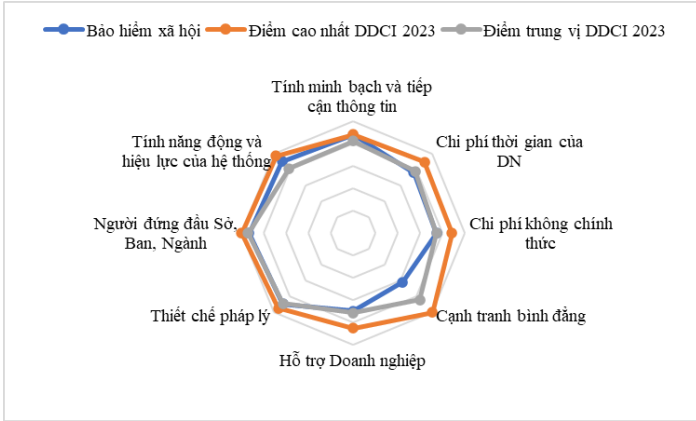 Bảo hiểm xã hội
Điểm cao nhất DDCI 2023
Điểm trung vị DDCI 2023
Tính minh bạch và tiếp
cận thông tin
Chi phí thời gian của
DN
Chi phí không chính
thức
Cạnh tranh bình đẳng
Hỗ trợ Doanh nghiệp
Thiết chế pháp lý
Người đứng đầu Sở,
Ban, Ngành
Tính năng động và
hiệu lực của hệ thống